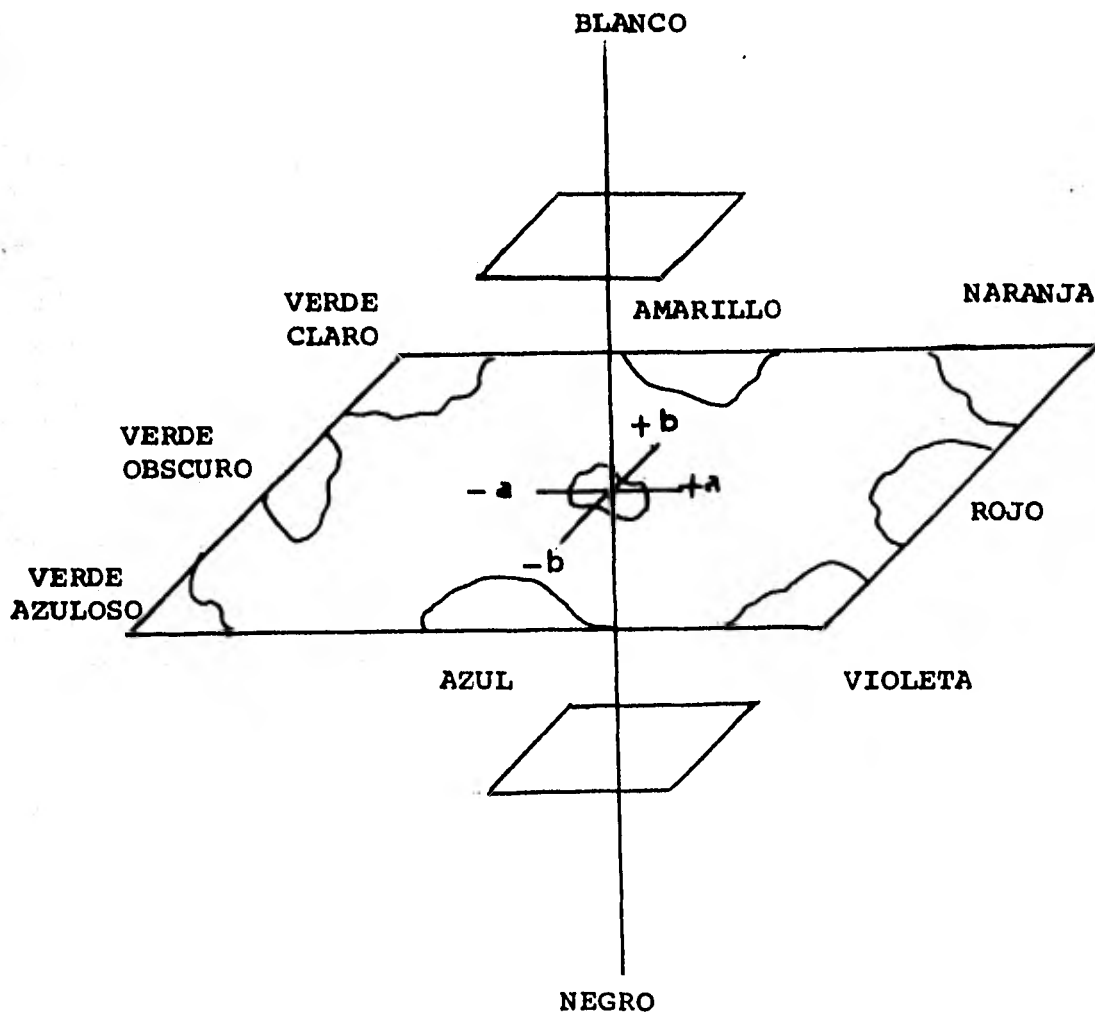 BLANCO
VERDE
CLARO
AMARILLO
NARANJA
VERDE
OBSCURO
+b
-a
+a
ROJO
-b
VERDE
AZULOSO
AZUL
VIOLETA
NEGRO